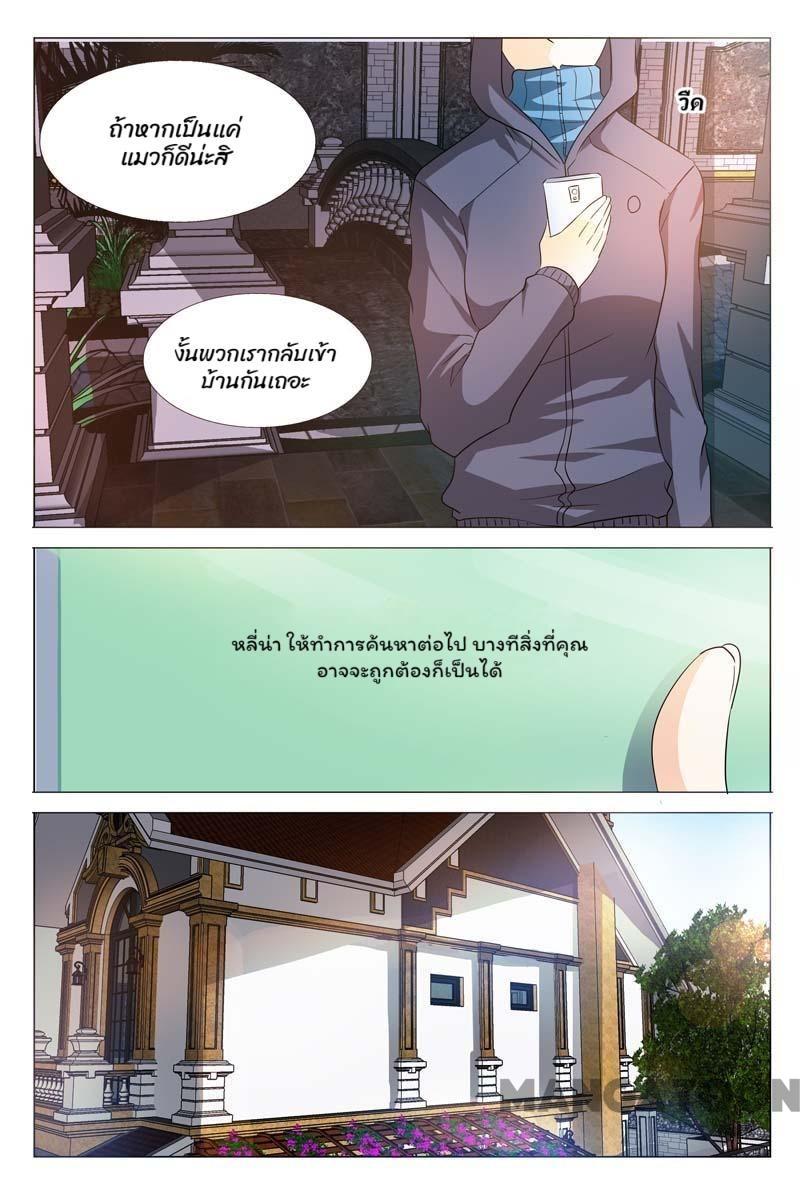 ถ้าหากเป็นแค่
แมวก็ดีน่ะสิ
วืด
งั้นพวกเรากลับเข้า
บ้านกันเถอะ
หลี่น่า ให้ทำการค้นหาต่อไป บางทีสิ่งที่คุณ
อาจจะถูกต้องก็เป็นได้
MANGATOON